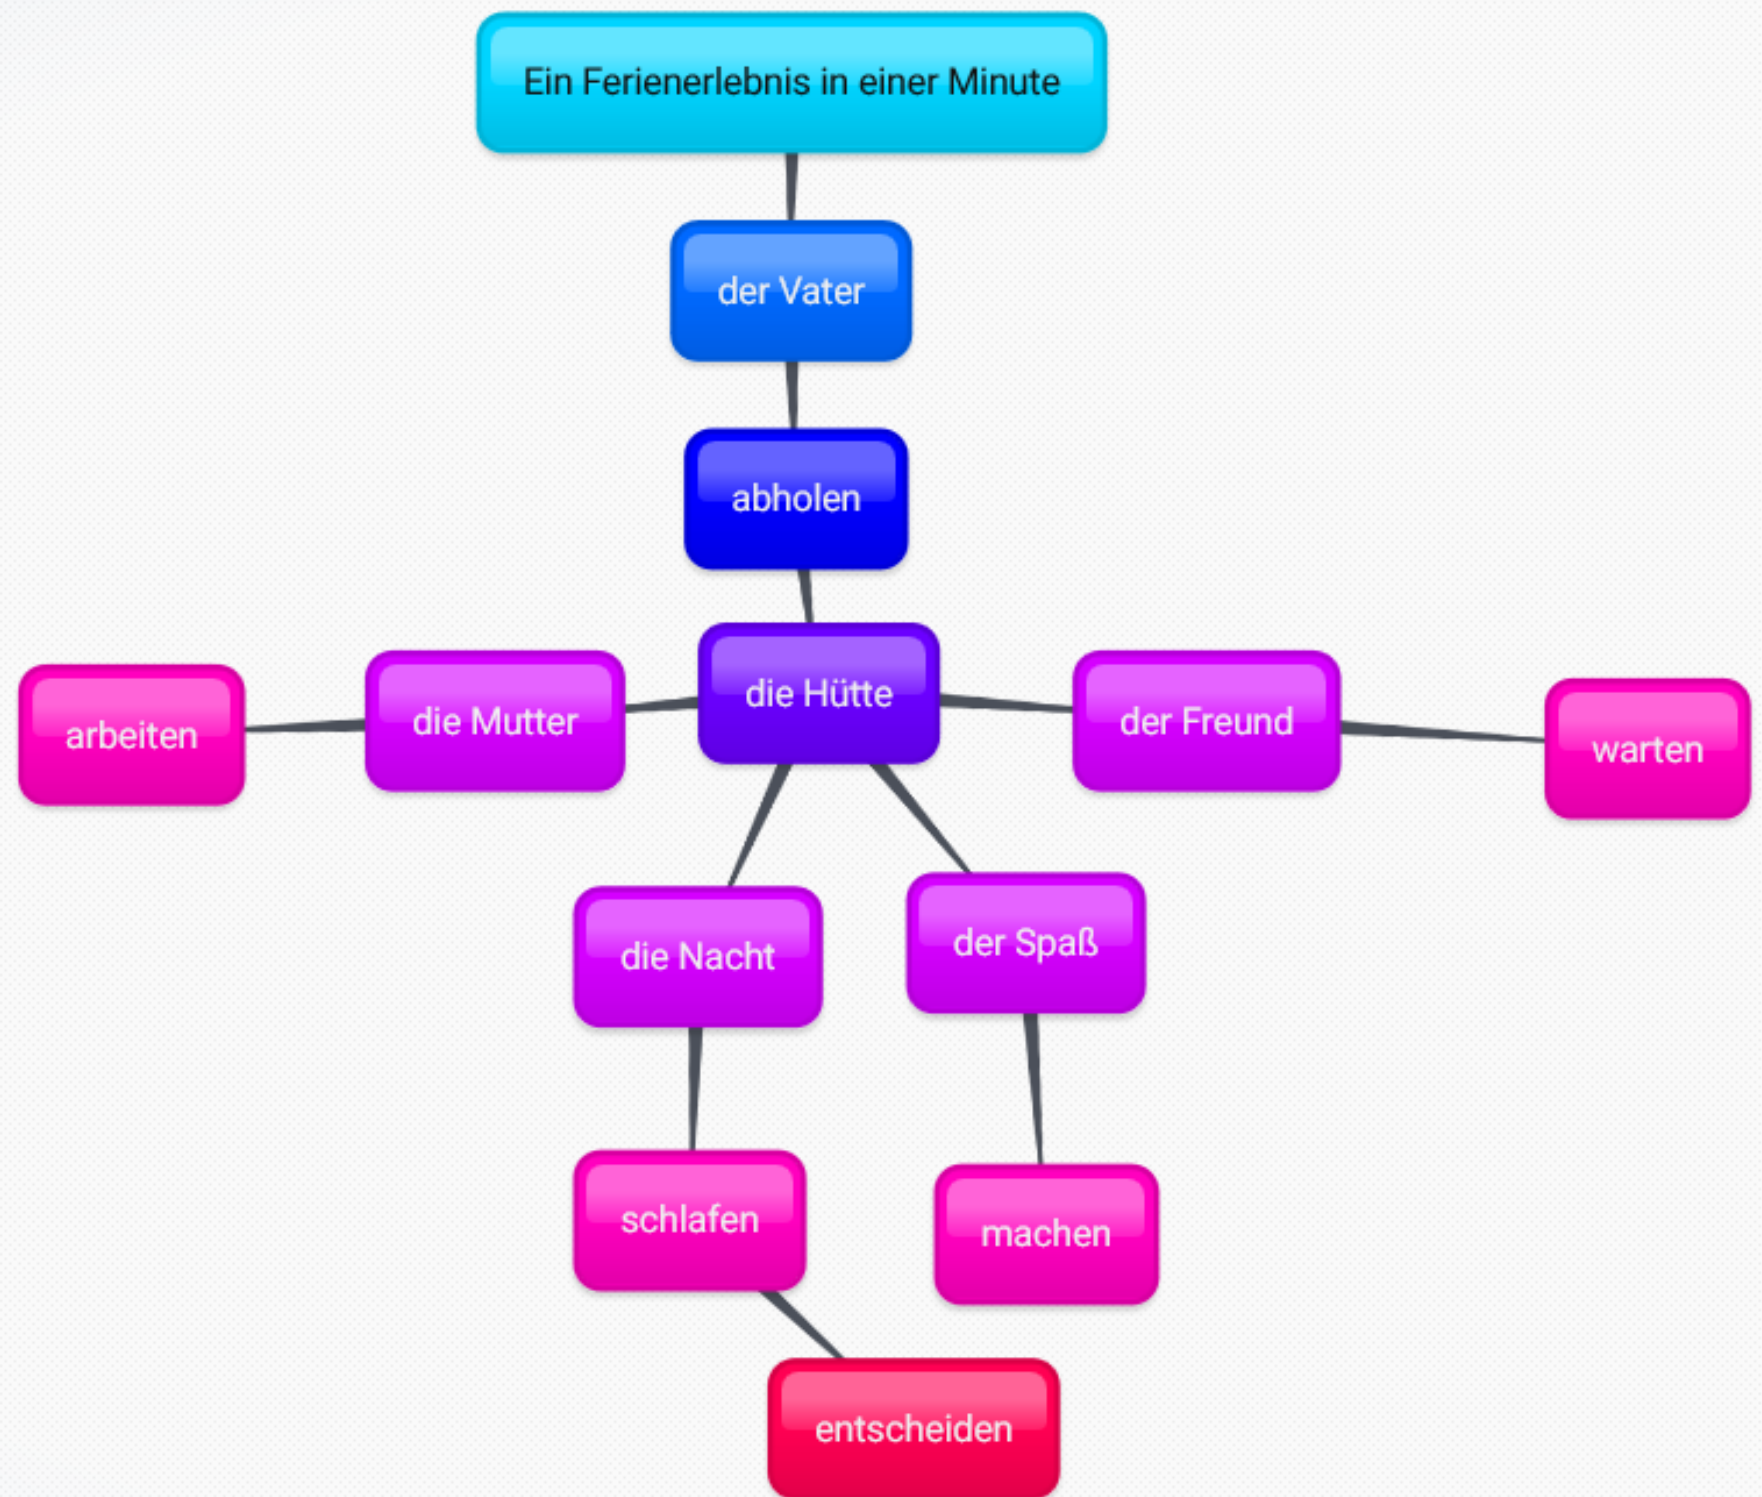 Ein Ferienerlebnis in einer Minute
der Vater
abholen
die Hütte
arbeiten
die Mutter
der Freund
warten
die Nacht
der Spaß
schlafen
machen
entscheiden